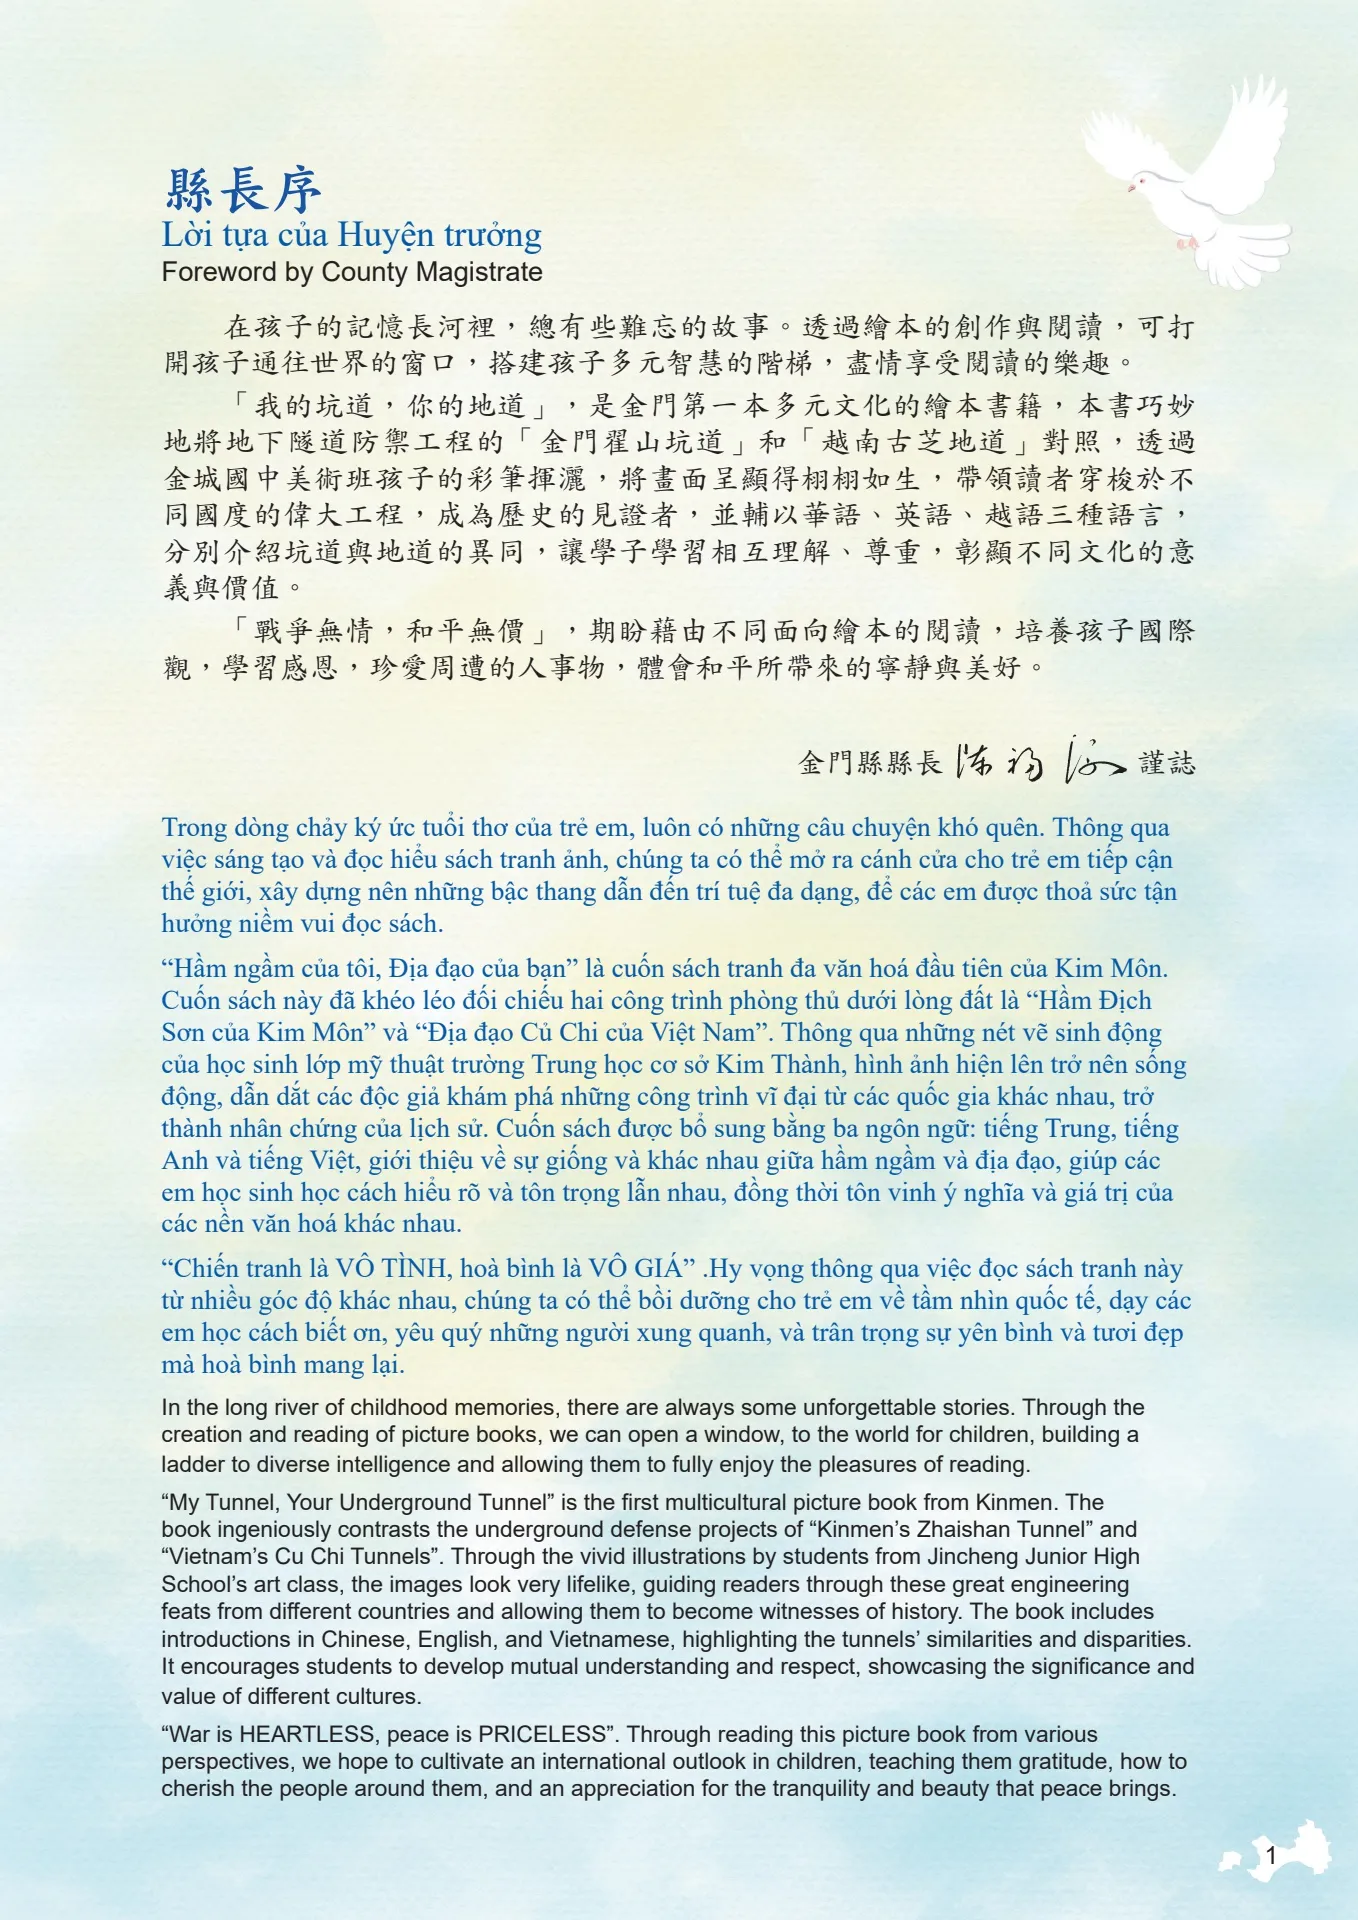 縣長序
Lời tựa của Huyện trưởng
Foreword by County Magistrate
在孩子的記憶長河裡，總有些難忘的故事。透過繪本的創作與閱讀，可打
開孩子通往世界的窗口，搭建孩子多元智慧的階梯，盡情享受閱讀的樂趣。
「我的坑道，你的地道」，是金門第一本多元文化的繪本書籍，本書巧妙
地將地下隧道防禦工程的「金門翟山坑道」和「越南古芝地道」對照，透過
金城國中美術班孩子的彩筆揮灑，將畫面呈顯得栩栩如生，帶領讀者穿梭於不
同國度的偉大工程，成為歷史的見證者，並輔以華語、英語、越語三種語言，
分別介紹坑道與地道的異同，讓學子學習相互理解、尊重，彰顯不同文化的意
義與價值。
「戰爭無情，和平無價」，期盼藉由不同面向繪本的閱讀，培養孩子國際
觀，學習感恩，珍愛周遭的人事物，體會和平所帶來的寧靜與美好。
金門縣縣長 陳福海 謹誌
Trong dòng chảy ký ức tuổi thơ của trẻ em, luôn có những câu chuyện khó quên. Thông qua
việc sáng tạo và đọc hiểu sách tranh ảnh, chúng ta có thể mở ra cánh cửa cho trẻ em tiếp cận
thế giới, xây dựng nên những bậc thang dẫn đến trí tuệ đa dạng, để các em được thoả sức tận
hưởng niềm vui đọc sách.
“Hầm ngầm của tôi, Địa đạo của bạn” là cuốn sách tranh đa văn hoá đầu tiên của Kim Môn.
Cuốn sách này đã khéo léo đối chiếu hai công trình phòng thủ dưới lòng đất là “Hầm Địch
Sơn của Kim Môn” và “Địa đạo Củ Chi của Việt Nam”. Thông qua những nét vẽ sinh động
của học sinh lớp mỹ thuật trường Trung học cơ sở Kim Thành, hình ảnh hiện lên trở nên sống
động, dẫn dắt các độc giả khám phá những công trình vĩ đại từ các quốc gia khác nhau, trở
thành nhân chứng của lịch sử. Cuốn sách được bổ sung bằng ba ngôn ngữ: tiếng Trung, tiếng
Anh và tiếng Việt, giới thiệu về sự giống và khác nhau giữa hầm ngầm và địa đạo, giúp các
em học sinh học cách hiểu rõ và tôn trọng lẫn nhau, đồng thời tôn vinh ý nghĩa và giá trị của
các nền văn hoá khác nhau.
“Chiến tranh là VÔ TÌNH, hoà bình là VÔ GIÁ” .Hy vọng thông qua việc đọc sách tranh này
từ nhiều góc độ khác nhau, chúng ta có thể bồi dưỡng cho trẻ em về tầm nhìn quốc tế, dạy các
em học cách biết ơn, yêu quý những người xung quanh, và trân trọng sự yên bình và tươi đẹp
mà hoà bình mang lại.
In the long river of childhood memories, there are always some unforgettable stories. Through the
creation and reading of picture books, we can open a window, to the world for children, building a
ladder to diverse intelligence and allowing them to fully enjoy the pleasures of reading.
“My Tunnel, Your Underground Tunnel” is the first multicultural picture book from Kinmen. The
book ingeniously contrasts the underground defense projects of “Kinmen’s Zhaishan Tunnel” and
“Vietnam’s Cu Chi Tunnels”. Through the vivid illustrations by students from Jincheng Junior High
School’s art class, the images look very lifelike, guiding readers through these great engineering
feats from different countries and allowing them to become witnesses of history. The book includes
introductions in Chinese, English, and Vietnamese, highlighting the tunnels’ similarities and disparities.
It encourages students to develop mutual understanding and respect, showcasing the significance and
value of different cultures.
“War is HEARTLESS, peace is PRICELESS”. Through reading this picture book from various
perspectives, we hope to cultivate an international outlook in children, teaching them gratitude, how to
cherish the people around them, and an appreciation for the tranquility and beauty that peace brings.
1